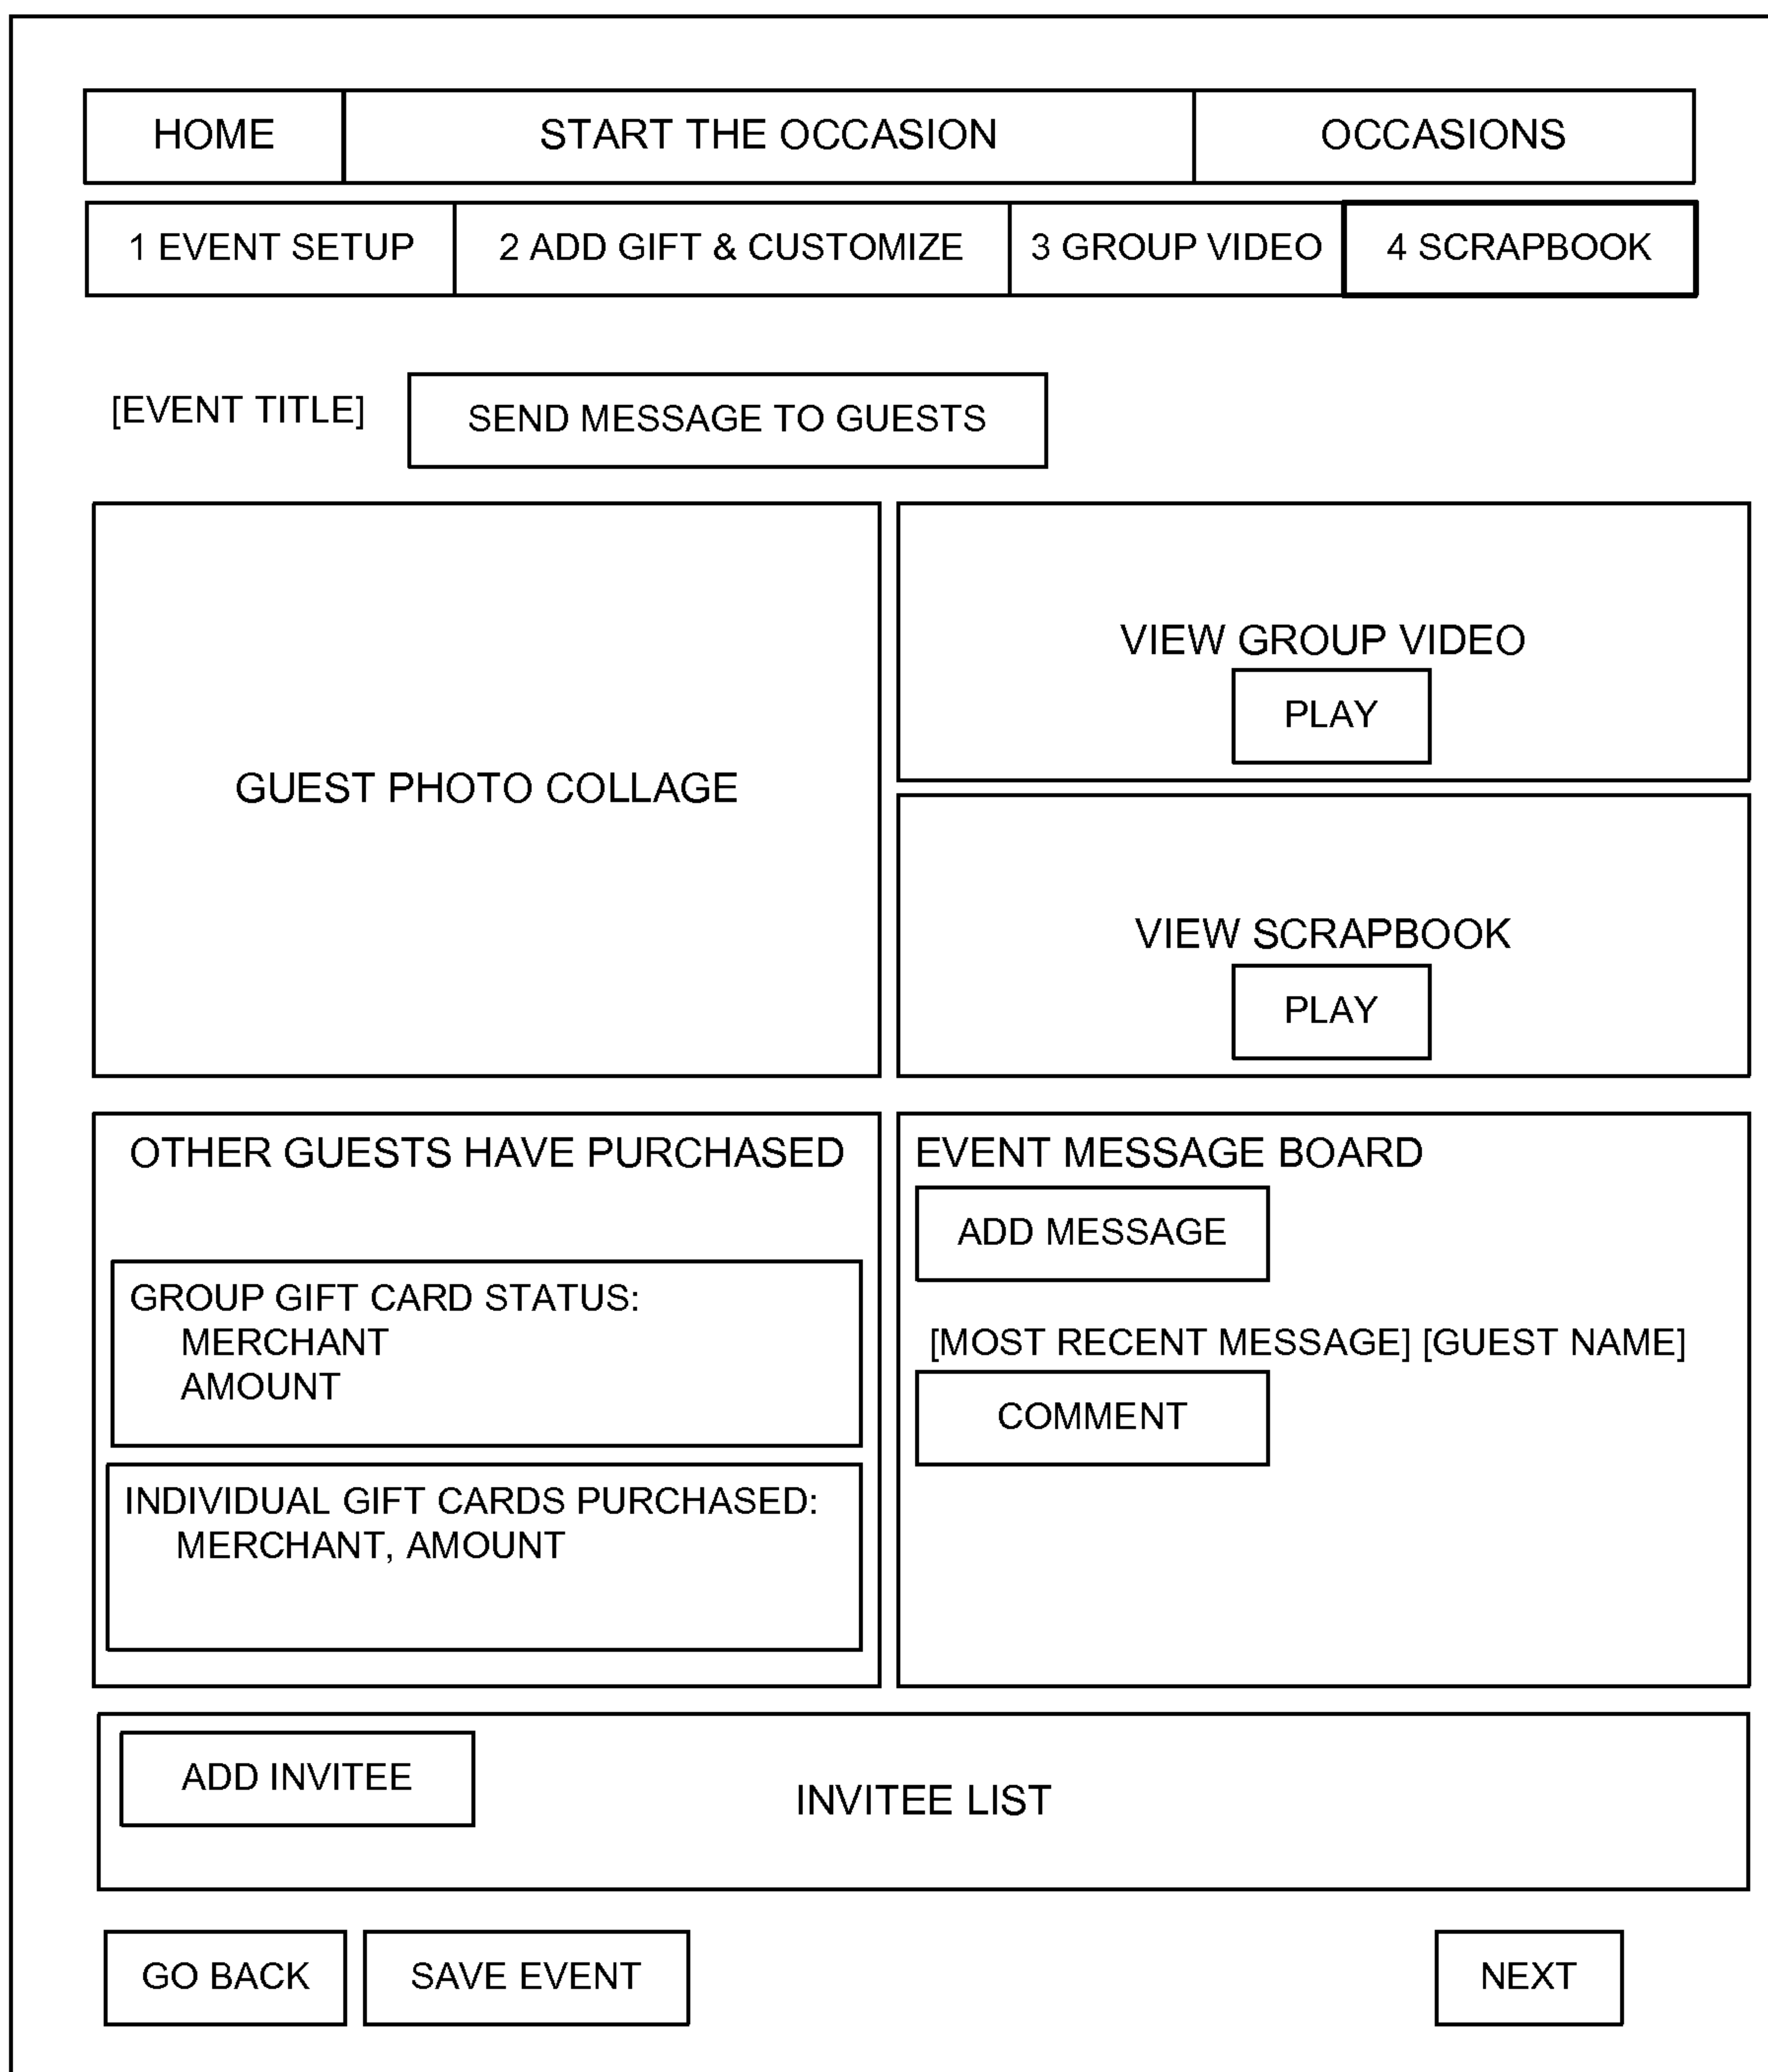 HOME START THE OCCASION OCCASIONS
1 EVENT SETUP 2 ADD GIFT & CUSTOMIZE 3 GROUP VIDEO 4 SCRAPBOOK
[EVENT TITLE] SEND MESSAGE TO GUESTS
GUEST PHOTO COLLAGE
VIEW GROUP VIDEO
PLAY
VIEW SCRAPBOOK
PLAY
OTHER GUESTS HAVE PURCHASED
GROUP GIFT CARD STATUS:
MERCHANT
AMOUNT
INDIVIDUAL GIFT CARDS PURCHASED:
MERCHANT, AMOUNT
EVENT MESSAGE BOARD
ADD MESSAGE
[MOST RECENT MESSAGE] [GUEST NAME]
COMMENT
ADD INVITEE
INVITEE LIST
GO BACK SAVE EVENT NEXT